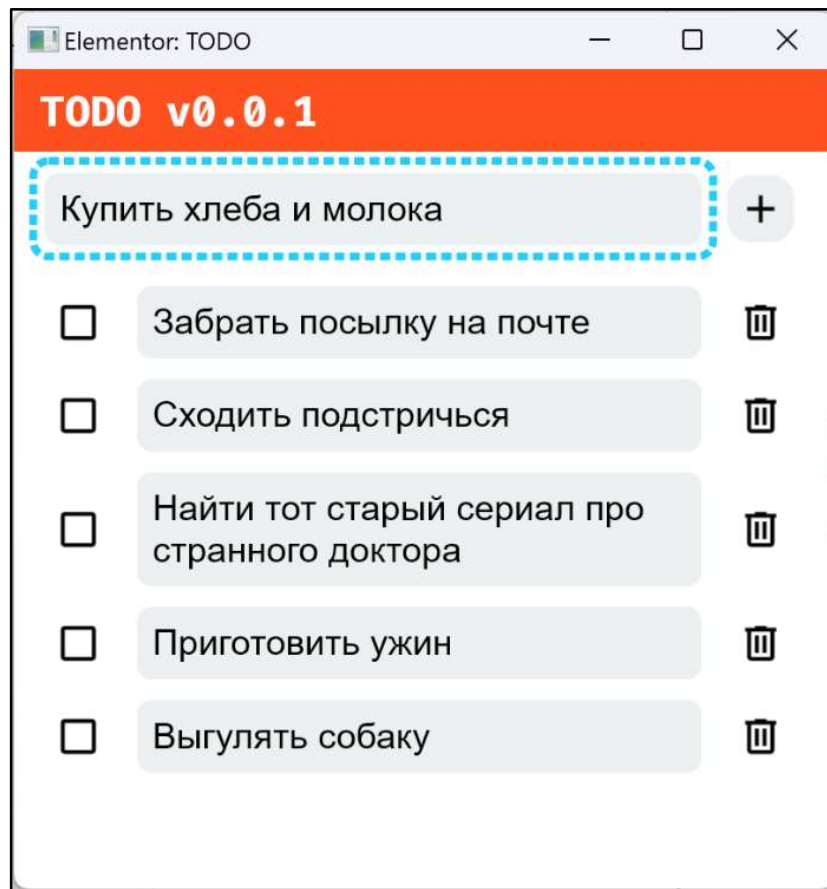 Elementor: TODO
TODO v0.0.1
Купить хлеба и молока
Забрать посылку на почте
Сходить подстричься
Найти тот старый сериал про
странного доктора
Приготовить ужин
Выгулять собаку